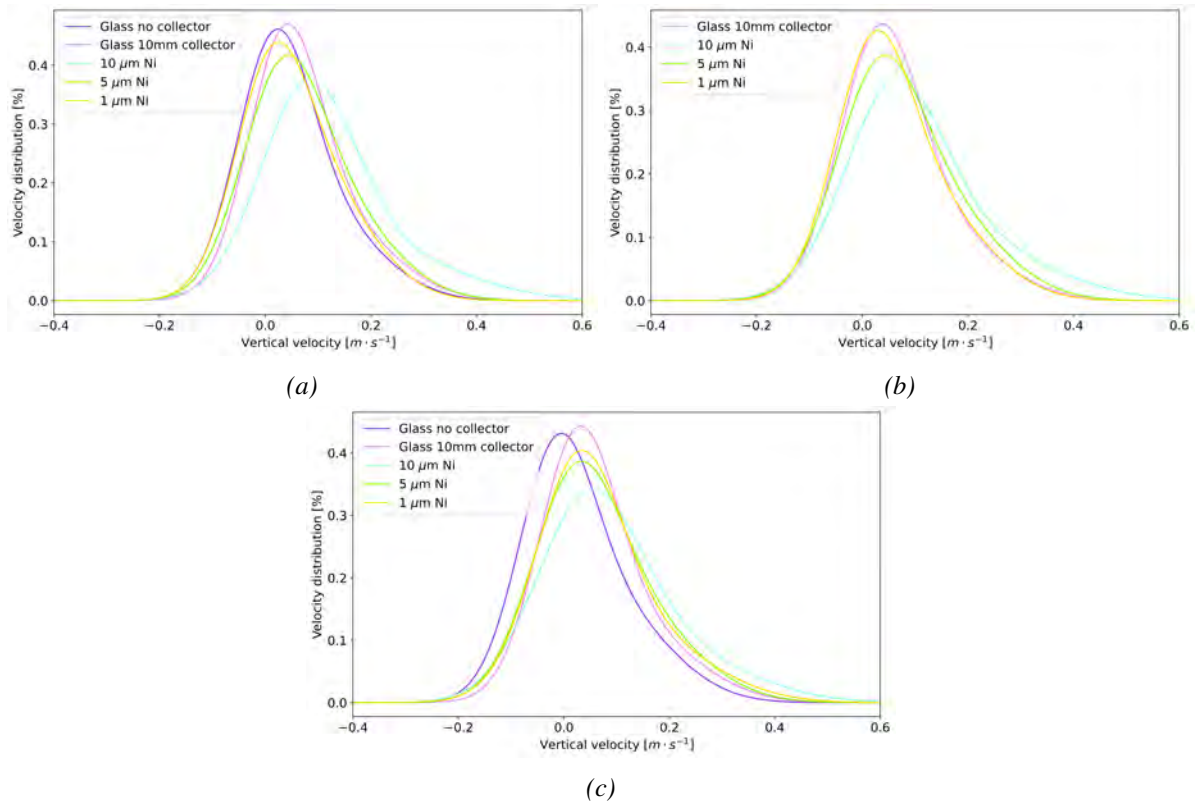 Glass no collector
Glass 10mm collector
10 μm Ni
5 μm Ni
1 μm Ni
Velocity distribution [%]
0.4
0.3
0.2
0.1
0.0
−0.4 −0.2 0.0 0.2 0.4 0.6
Vertical velocity [m · s⁻¹]
(a)
Glass 10mm collector
10 μm Ni
5 μm Ni
1 μm Ni
Velocity distribution [%]
0.4
0.3
0.2
0.1
0.0
−0.4 −0.2 0.0 0.2 0.4 0.6
Vertical velocity [m · s⁻¹]
(b)
Glass no collector
Glass 10mm collector
10 μm Ni
5 μm Ni
1 μm Ni
Velocity distribution [%]
0.4
0.3
0.2
0.1
0.0
−0.4 −0.2 0.0 0.2 0.4 0.6
Vertical velocity [m · s⁻¹]
(c)